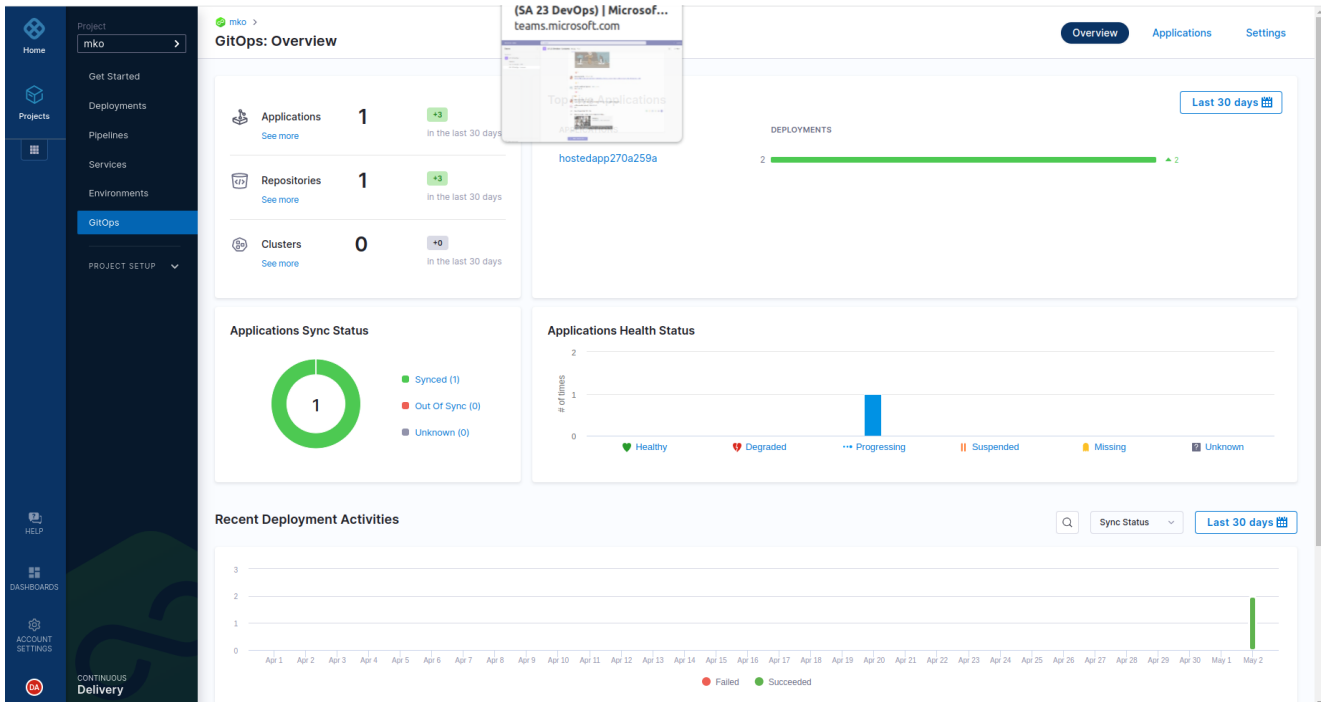 Home
Projects
HELP
DASHBOARDS
ACCOUNT
SETTINGS
DA
Project
mko
Get Started
Deployments
Pipelines
Services
Environments
GitOps
PROJECT SETUP
CONTINUOUS
Delivery
mko
GitOps: Overview
(SA 23 DevOps) | Microsof...
teams.microsoft.com
Overview
Applications
Settings
Applications
1
+3
See more
In the last 30 days
Repositories
1
+3
See more
In the last 30 days
Clusters
0
+0
See more
In the last 30 days
Applications
Last 30 days
DEPLOYMENTS
hostedapp270a259a
2
2
Applications Sync Status
1
Synced (1)
Out Of Sync (0)
Unknown (0)
Applications Health Status
# of times
2
1
0
Healthy
Degraded
Progressing
Suspended
Missing
Unknown
Recent Deployment Activities
Sync Status
Last 30 days
3
2
1
0
Apr 1 Apr 2 Apr 3 Apr 4 Apr 5 Apr 6 Apr 7 Apr 8 Apr 9 Apr 10 Apr 11 Apr 12 Apr 13 Apr 14 Apr 15 Apr 16 Apr 17 Apr 18 Apr 19 Apr 20 Apr 21 Apr 22 Apr 23 Apr 24 Apr 25 Apr 26 Apr 27 Apr 28 Apr 29 Apr 30 May 1 May 2
Failed
Succeeded